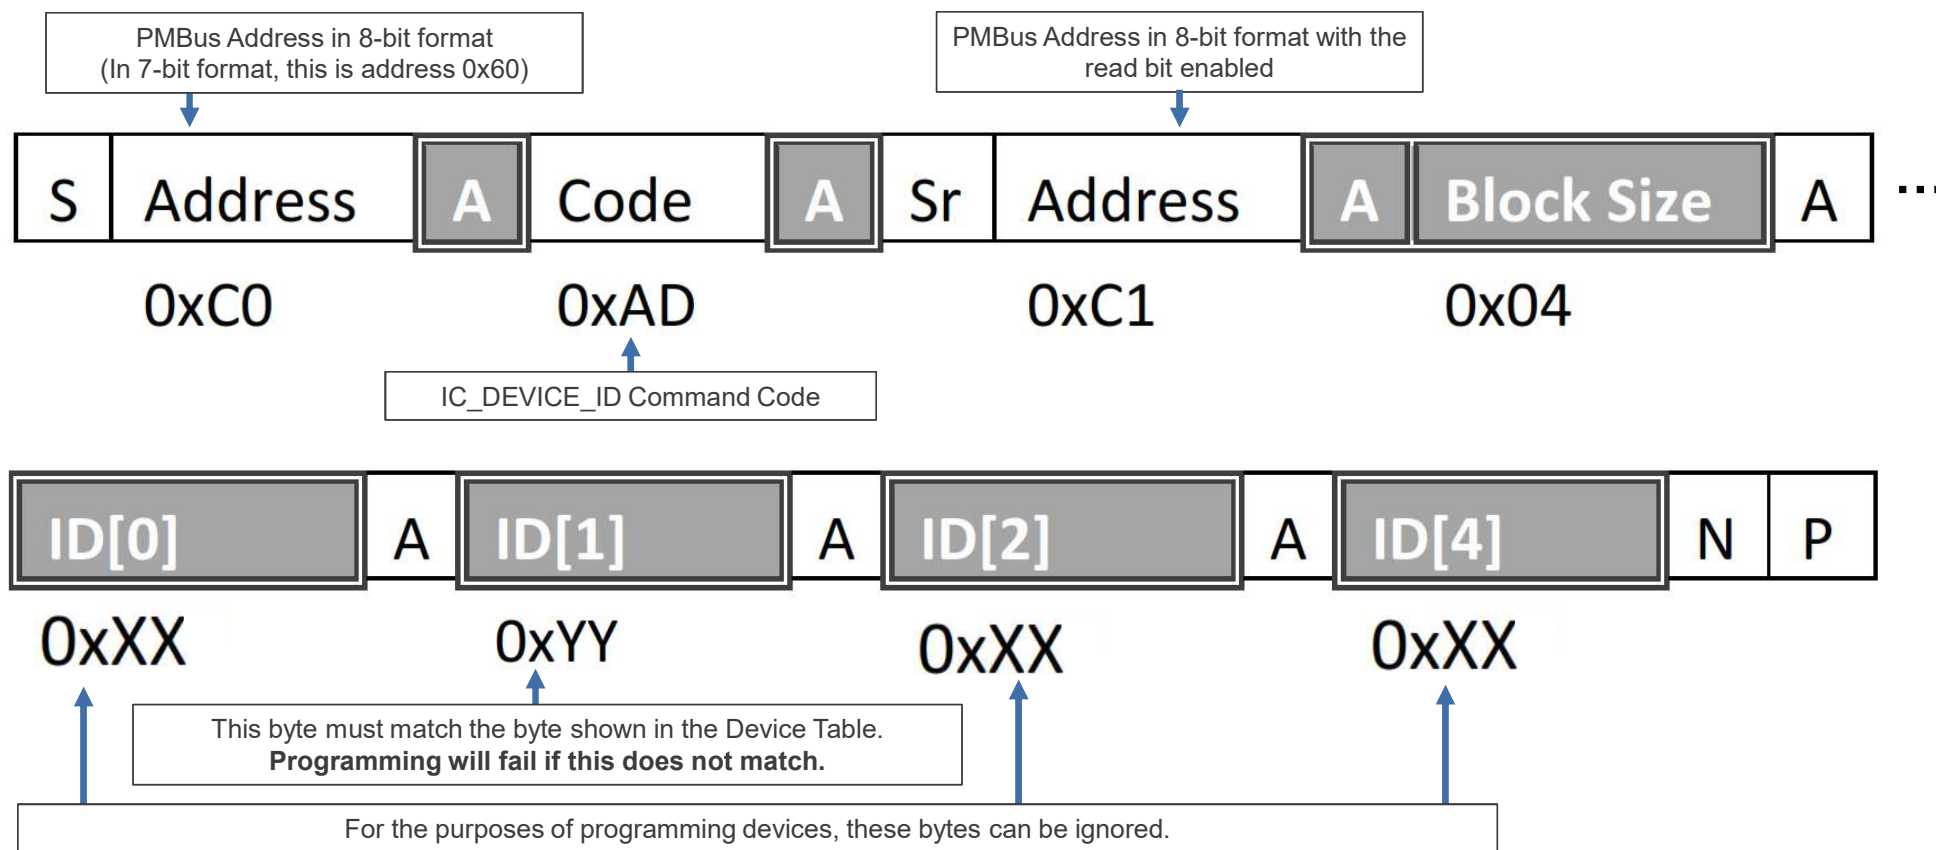 PMBus Address in 8-bit format
(In 7-bit format, this is address 0x60)
PMBus Address in 8-bit format with the
read bit enabled
S Address A Code A Sr Address A Block Size A ...
0xC0 0xAD 0xC1 0x04
IC_DEVICE_ID Command Code
ID[0] A ID[1] A ID[2] A ID[4] N P
0xXX 0xYY 0xXX 0xXX
This byte must match the byte shown in the Device Table.
Programming will fail if this does not match.
For the purposes of programming devices, these bytes can be ignored.